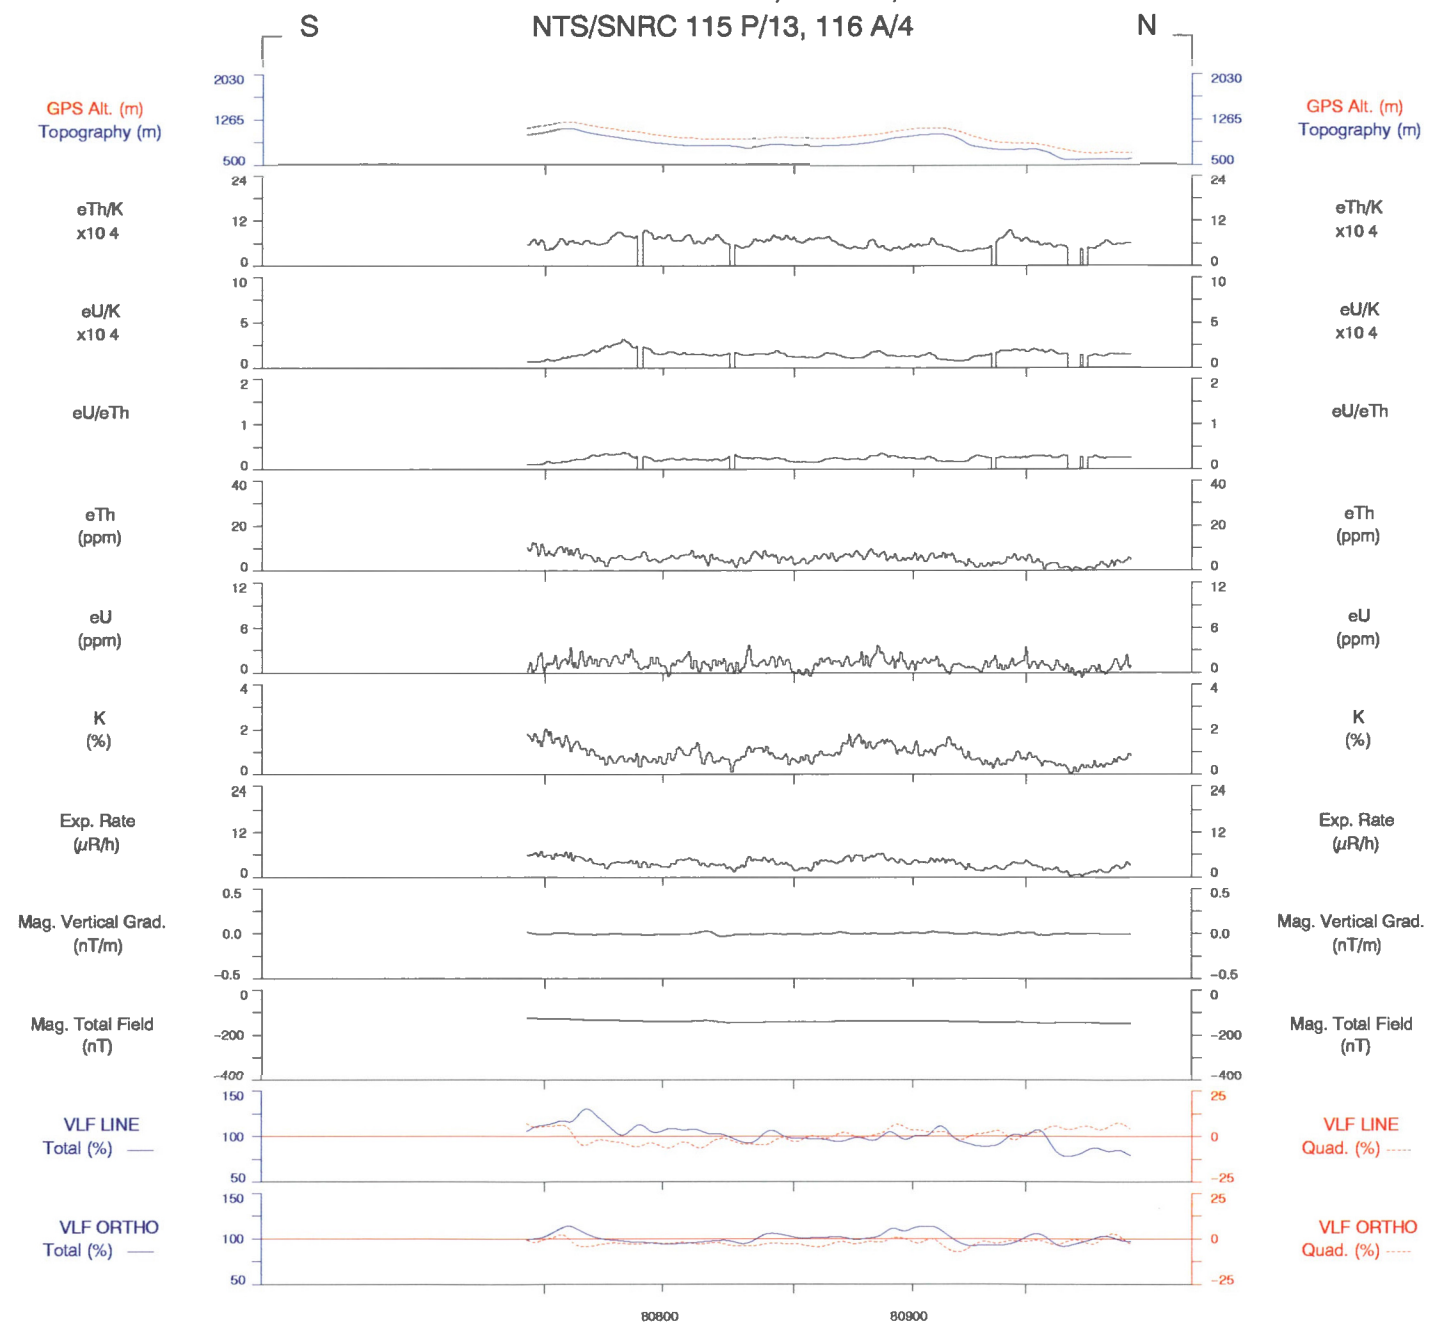 S NTS/SNRC 115 P/13, 116 A/4 N
2030 2030
GPS Alt. (m) 1265 1265 GPS Alt. (m)
Topography (m) Topography (m)
500 500
24 24
eTh/K 12 12 eTh/K
x10 4 x10 4
0 0
10 10
eU/K 5 5 eU/K
x10 4 x10 4
0 0
2 2
eU/eTh 1 1 eU/eTh
0 0
40 40
eTh 20 20 eTh
(ppm) (ppm)
0 0
12 12
eU 6 6 eU
(ppm) (ppm)
0 0
4 4
K 2 2 K
(%) (%)
0 0
24 24
Exp. Rate 12 12 Exp. Rate
(µR/h) (µR/h)
0 0
0.5 0.5
Mag. Vertical Grad. 0.0 0.0 Mag. Vertical Grad.
(nT/m) (nT/m)
-0.5 -0.5
0 0
Mag. Total Field -200 -200 Mag. Total Field
(nT) (nT)
-400 -400
150 25
VLF LINE 100 0 VLF LINE
Total (%) Quad. (%)
50 -25
150 25
VLF ORTHO 100 0 VLF ORTHO
Total (%) Quad. (%)
50 -25
80800 80900